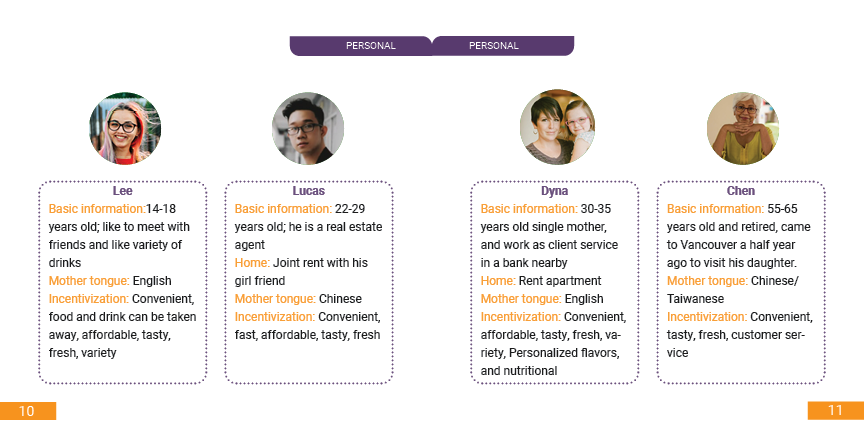 PERSONAL
PERSONAL
Lee
Basic information:14-18
years old; like to meet with
friends and like variety of
drinks
Mother tongue: English
Incentivization: Convenient,
food and drink can be taken
away, affordable, tasty,
fresh, variety
Lucas
Basic information: 22-29
years old; he is a real estate
agent
Home: Joint rent with his
girl friend
Mother tongue: Chinese
Incentivization: Convenient,
fast, affordable, tasty, fresh
Dyna
Basic information: 30-35
years old single mother,
and work as client service
in a bank nearby
Home: Rent apartment
Mother tongue: English
Incentivization: Convenient,
affordable, tasty, fresh, va-
riety, Personalized flavors,
and nutritional
Chen
Basic information: 55-65
years old and retired, came
to Vancouver a half year
ago to visit his daughter.
Mother tongue: Chinese/
Taiwanese
Incentivization: Convenient,
tasty, fresh, customer ser-
vice
10
11